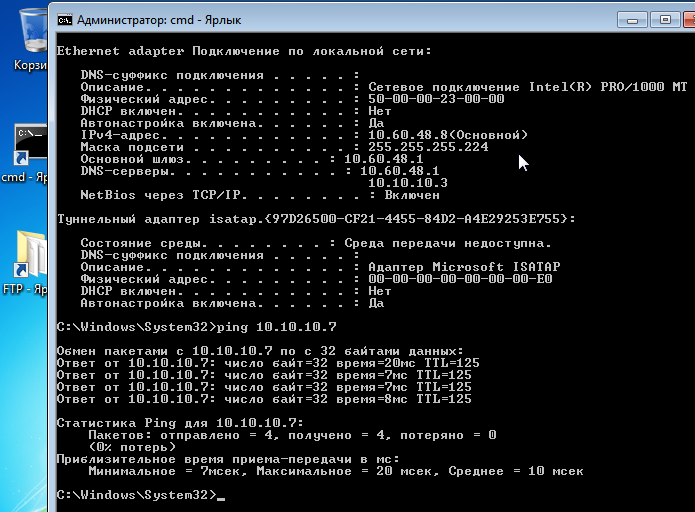 Администратор: cmd - Ярлык
Корзи
cmd - Яр
FTP - Яр
Ethernet adapter Подключение по локальной сети:
DNS-суффикс подключения . . . . . :
Описание. . . . . . . . . . . . . : Сетевое подключение Intel(R) PRO/1000 MT
Физический адрес. . . . . . . . . : 50-00-00-23-00-00
DHCP включен. . . . . . . . . . . : Нет
Автонастройка включена. . . . . . : Да
IPv4-адрес. . . . . . . . . . . . : 10.60.48.8(Основной)
Маска подсети . . . . . . . . . . : 255.255.255.224
Основной шлюз. . . . . . . . . : 10.60.48.1
DNS-серверы. . . . . . . . . . . : 10.60.48.1
10.10.10.3
NetBios через TCP/IP. . . . . . . . : Включен
Туннельный адаптер isatap.{97D26500-CF21-4455-84D2-A4E29253E755}:
Состояние среды. . . . . . . . : Среда передачи недоступна.
DNS-суффикс подключения . . . . . :
Описание. . . . . . . . . . . . . : Адаптер Microsoft ISATAP
Физический адрес. . . . . . . . . : 00-00-00-00-00-00-00-E0
DHCP включен. . . . . . . . . . . : Нет
Автонастройка включена. . . . . . : Да
C:\Windows\System32>ping 10.10.10.7
Обмен пакетами с 10.10.10.7 по с 32 байтами данных:
Ответ от 10.10.10.7: число байт=32 время=20мс TTL=125
Ответ от 10.10.10.7: число байт=32 время=7мс TTL=125
Ответ от 10.10.10.7: число байт=32 время=7мс TTL=125
Ответ от 10.10.10.7: число байт=32 время=8мс TTL=125
Статистика Ping для 10.10.10.7:
Пакетов: отправлено = 4, получено = 4, потеряно = 0
(0% потерь)
Приблизительное время приема-передачи в мс:
Минимальное = 7мсек, Максимальное = 20 мсек, Среднее = 10 мсек
C:\Windows\System32>_